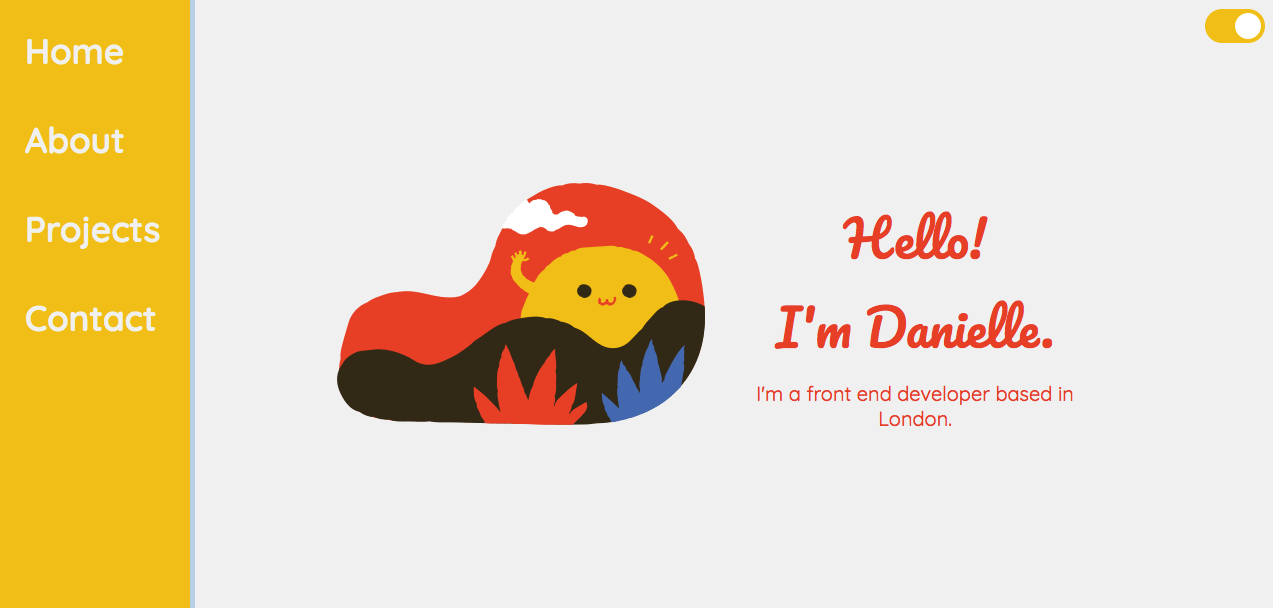 Home
About
Projects
Contact
Hello!
I'm Danielle.
I'm a front end developer based in
London.